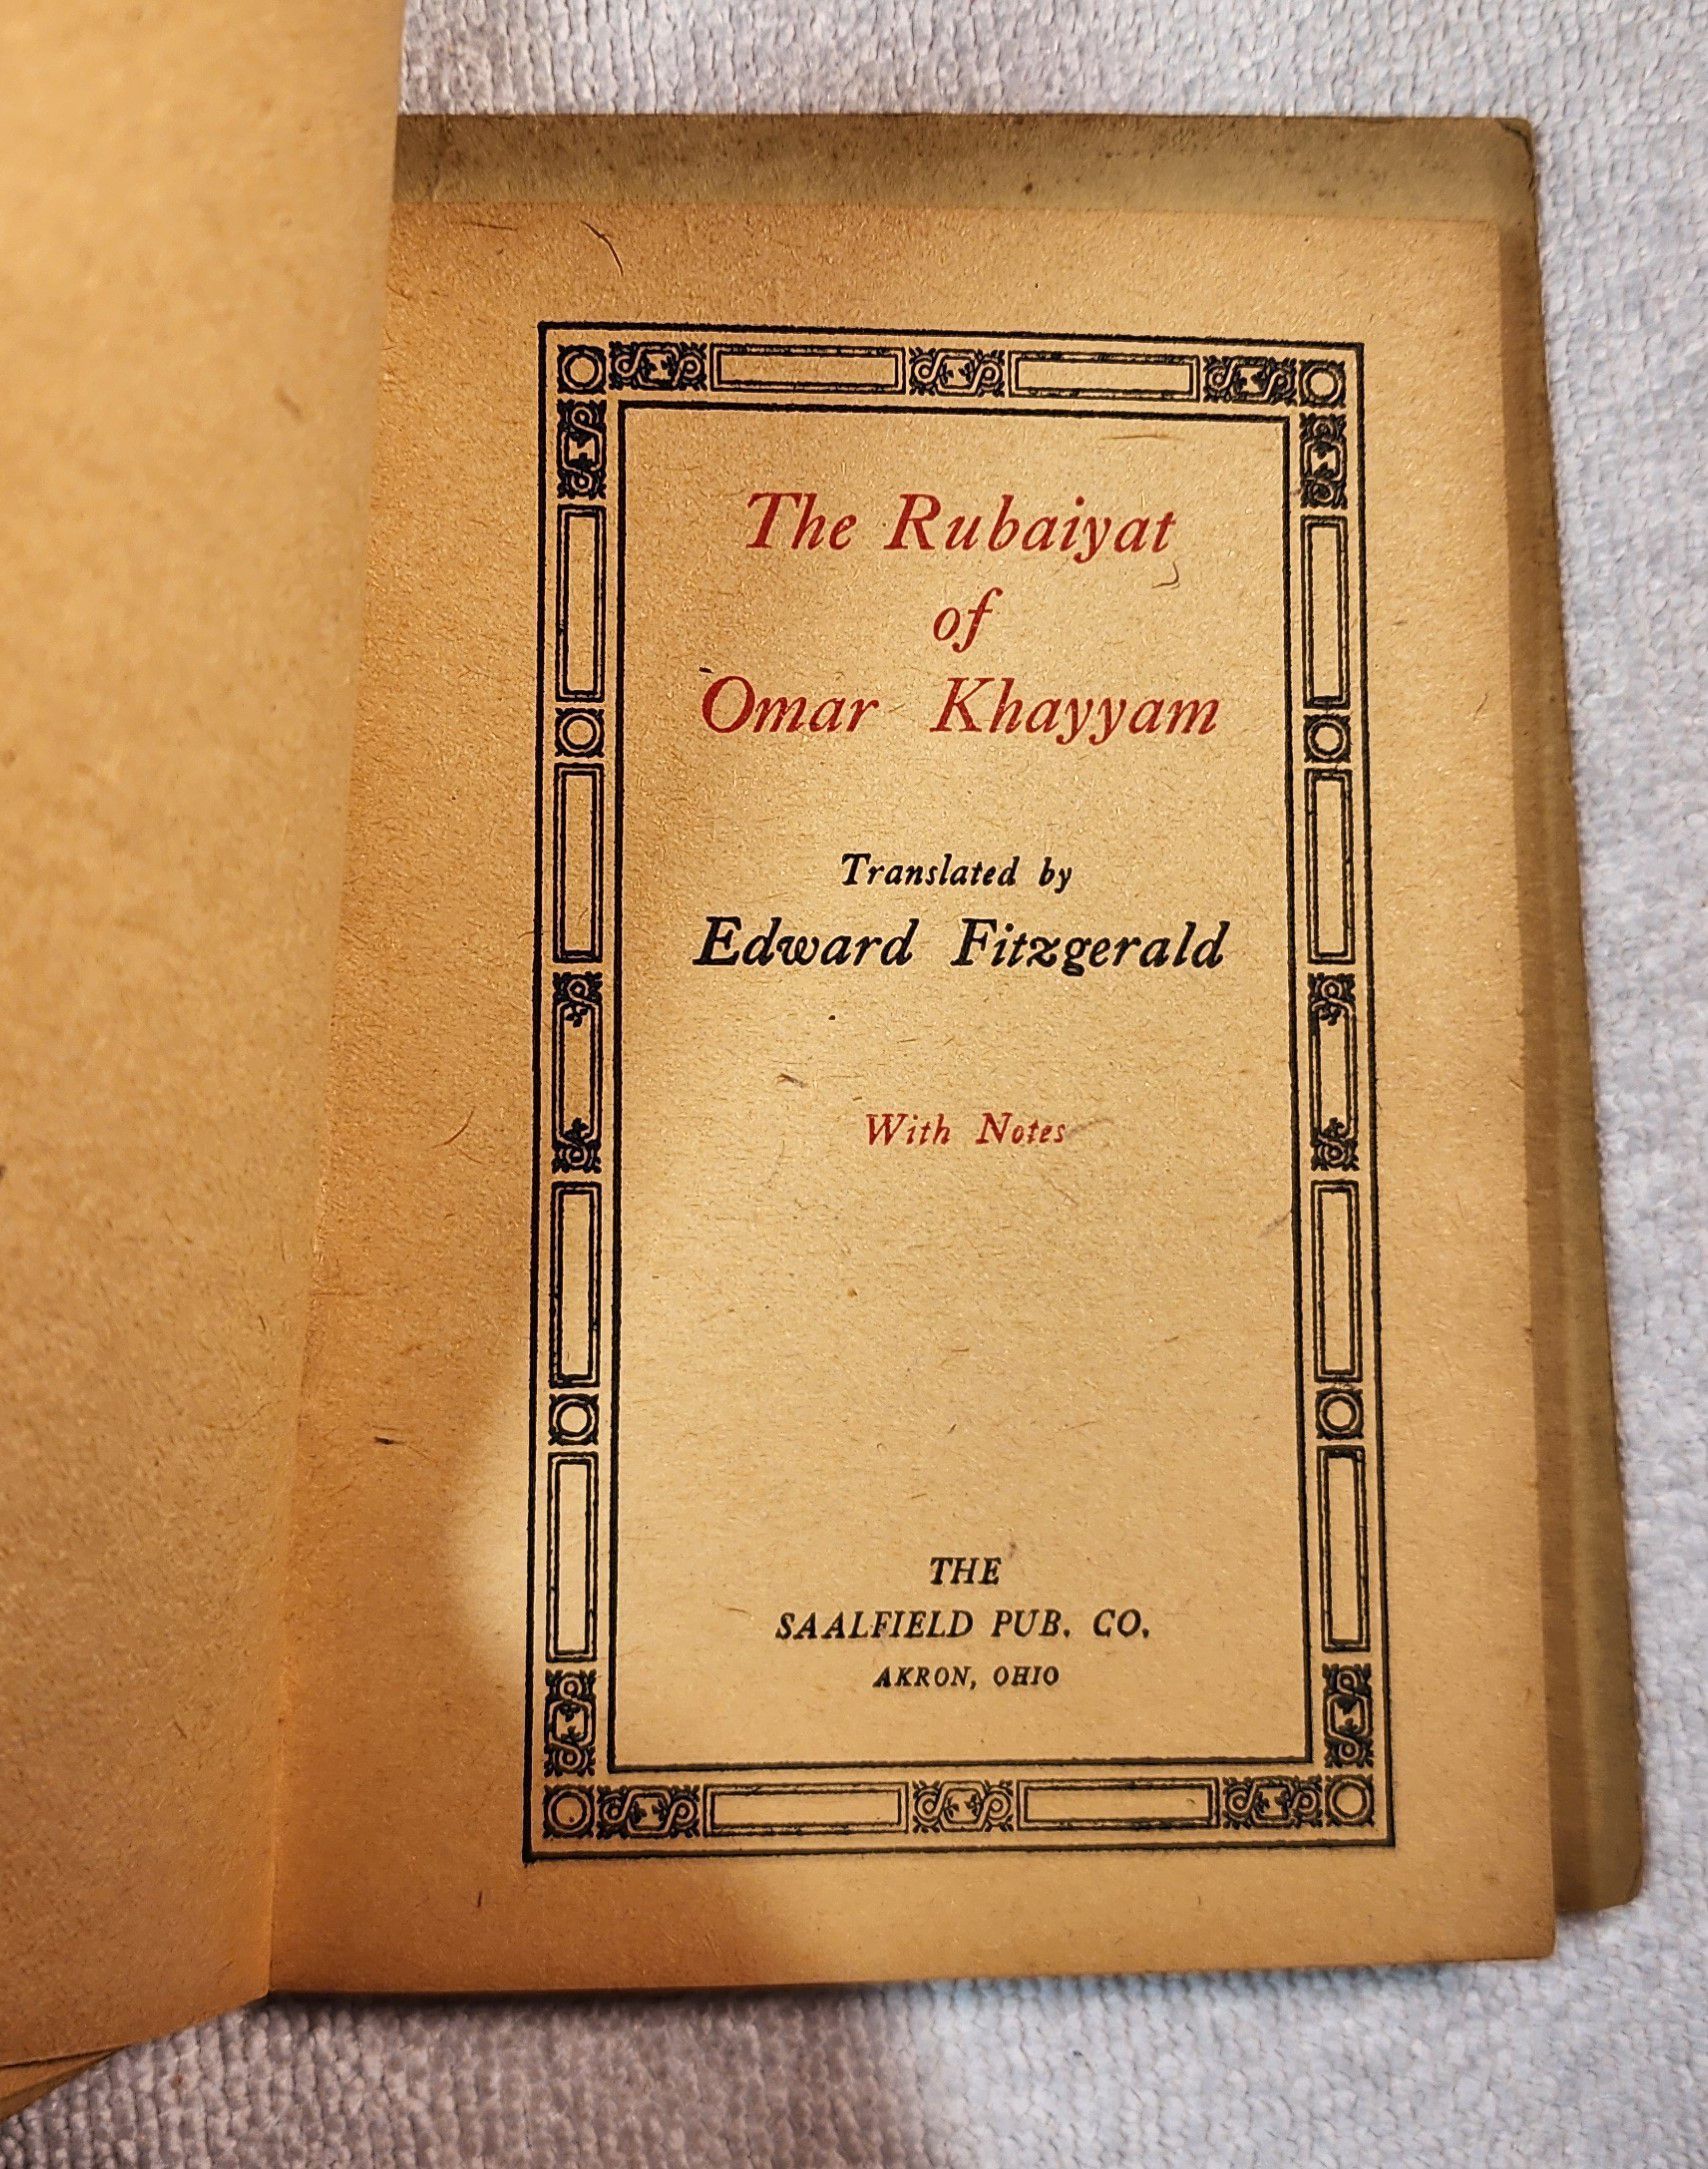 The Rubaiyat
of
Omar Khayyam
Translated by
Edward Fitzgerald
With Notes
THE
SAALFIELD PUB. CO.
AKRON, OHIO